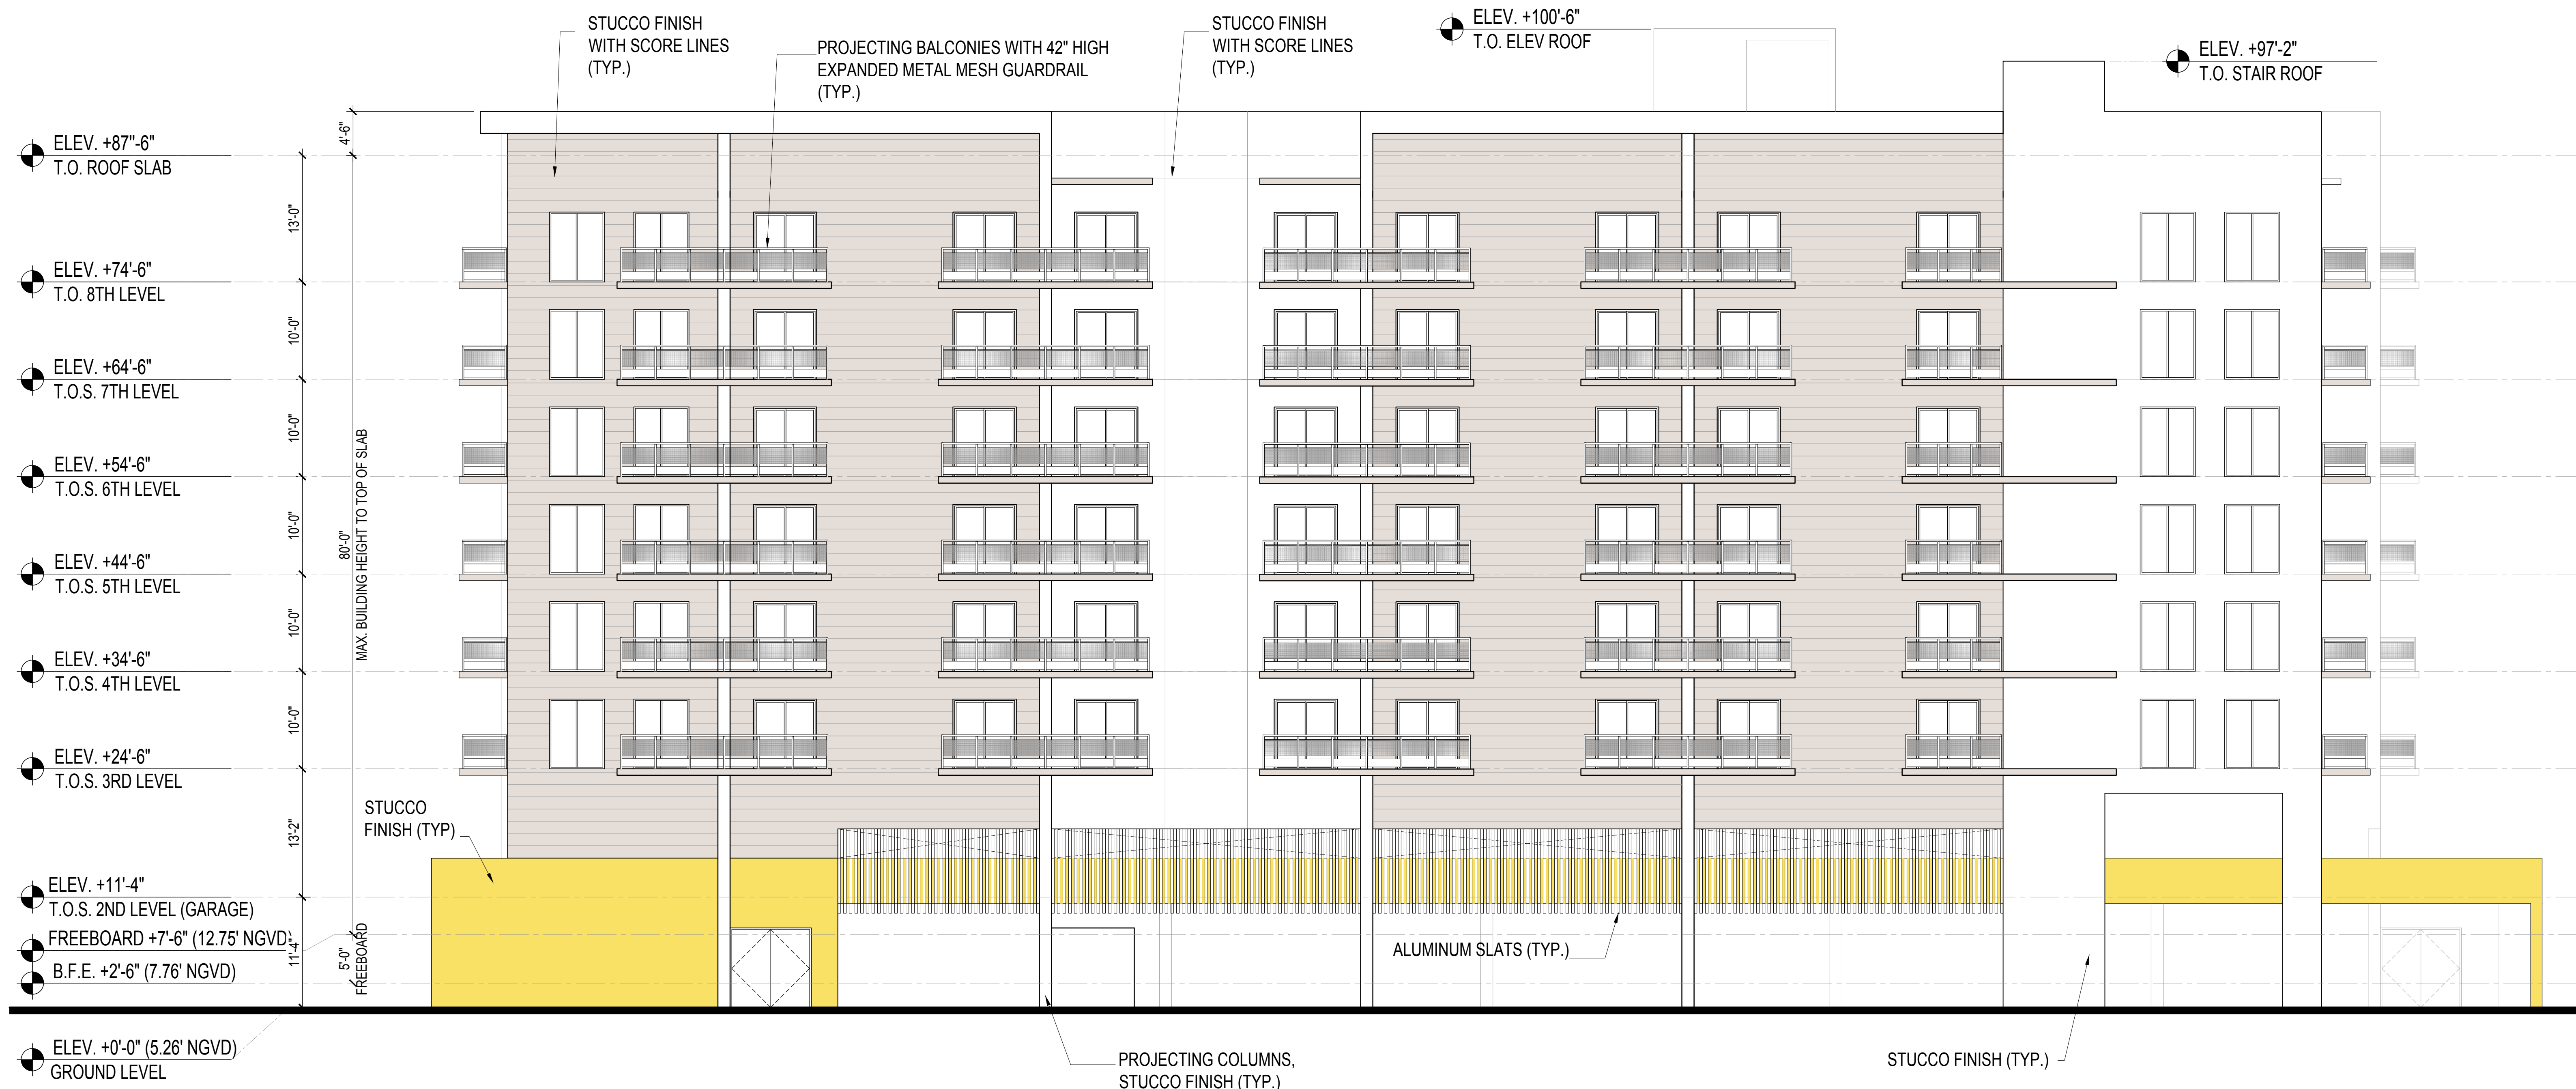 STUCCO FINISH
WITH SCORE LINES
(TYP.)
PROJECTING BALCONIES WITH 42" HIGH
EXPANDED METAL MESH GUARDRAIL
(TYP.)
STUCCO FINISH
WITH SCORE LINES
(TYP.)
ELEV. +100'-6"
T.O. ELEV ROOF
ELEV. +97'-2"
T.O. STAIR ROOF
ELEV. +87"-6"
T.O. ROOF SLAB
ELEV. +74'-6"
T.O. 8TH LEVEL
ELEV. +64'-6"
T.O.S. 7TH LEVEL
ELEV. +54'-6"
T.O.S. 6TH LEVEL
ELEV. +44'-6"
T.O.S. 5TH LEVEL
ELEV. +34'-6"
T.O.S. 4TH LEVEL
ELEV. +24'-6"
T.O.S. 3RD LEVEL
ELEV. +11'-4"
T.O.S. 2ND LEVEL (GARAGE)
FREEBOARD +7'-6" (12.75' NGVD)
B.F.E. +2'-6" (7.76' NGVD)
ELEV. +0'-0" (5.26' NGVD)
GROUND LEVEL
13'-0"
10'-0"
10'-0"
10'-0"
10'-0"
10'-0"
13'-2"
11'-4"
4'-6"
80'-0"
MAX. BUILDING HEIGHT TO TOP OF SLAB
5'-0"
FREEBOARD
STUCCO
FINISH (TYP)
ALUMINUM SLATS (TYP.)
PROJECTING COLUMNS,
STUCCO FINISH (TYP.)
STUCCO FINISH (TYP.)